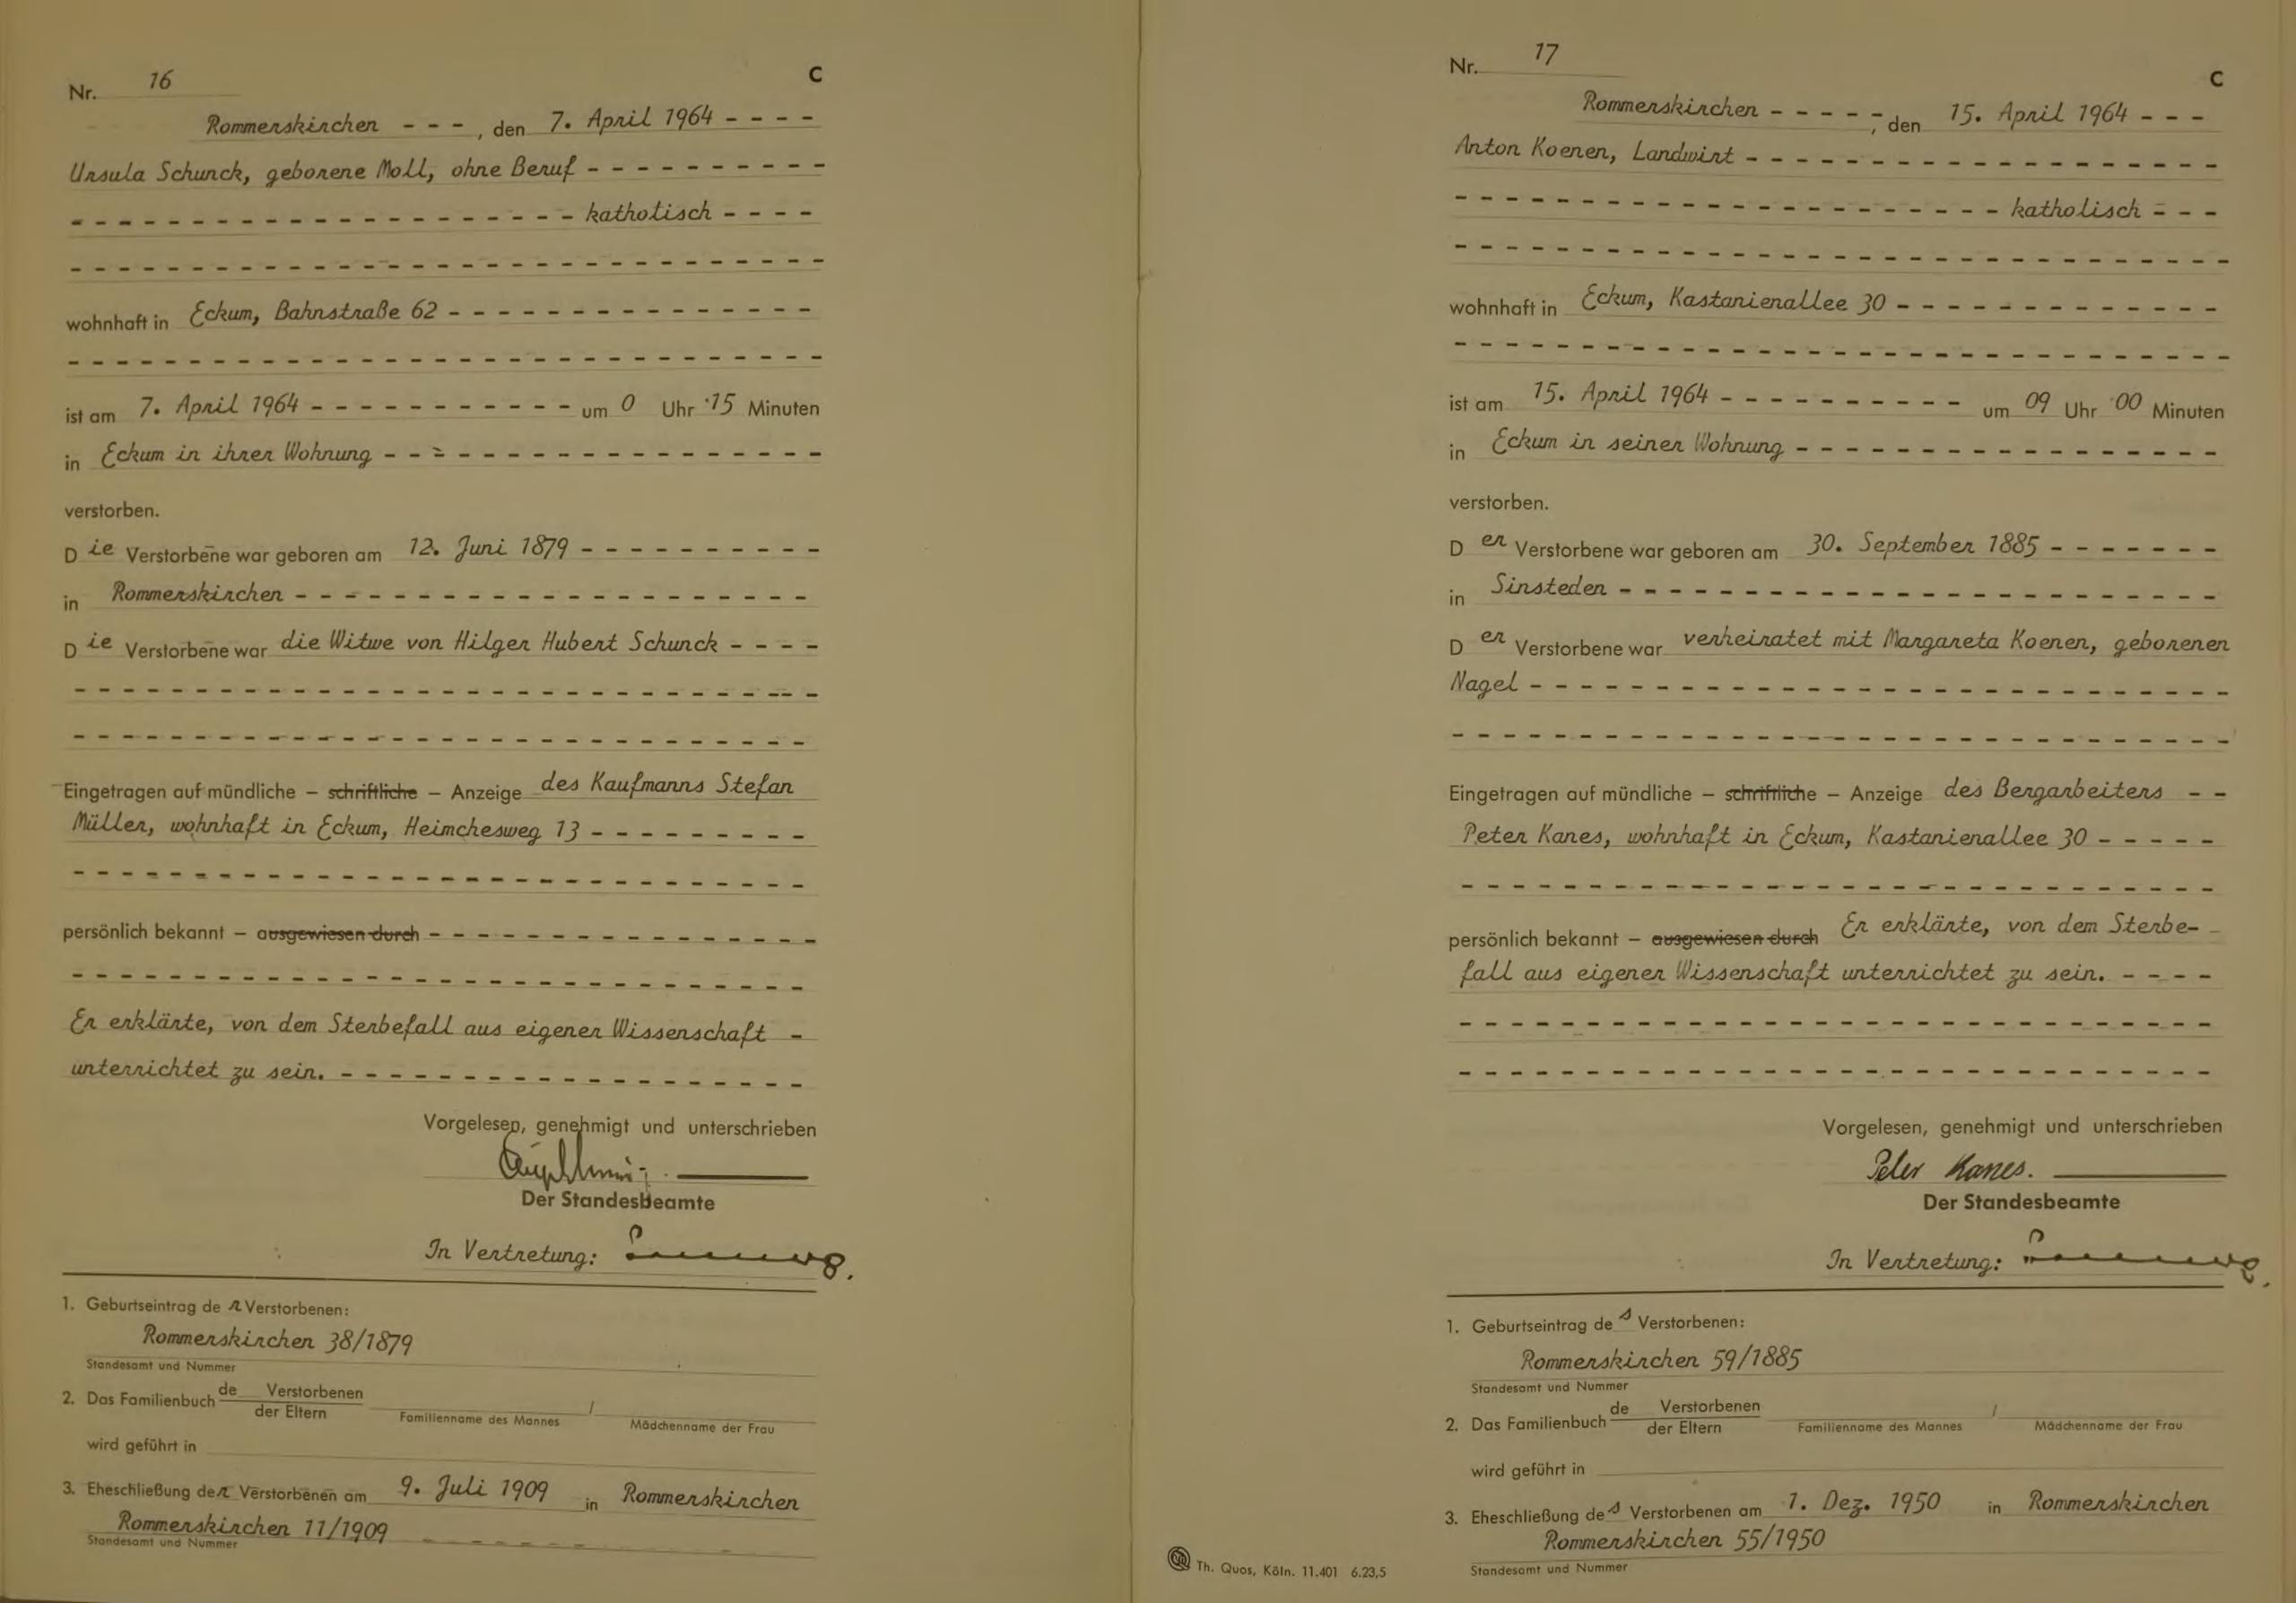 Nr. 16
C
Rommerskirchen - - - , den 7. April 1964 - - - -
Ursula Schunck, geborene Moll, ohne Beruf - - - - - - - - - -
- - - - - - - - - - - - - - - - - - - - - katholisch - - - -
wohnhaft in Eckum, Bahnstraße 62 - - - - - - - - - - - - - - -
ist am 7. April 1964 - - - - - - - - - - - um 0 Uhr 15 Minuten
in Eckum in ihrer Wohnung - - - - - - - - - - - - - - - - - -
verstorben.
Die Verstorbene war geboren am 12. Juni 1879 - - - - - - - - - -
in Rommerskirchen - - - - - - - - - - - - - - - - - - - - -
Die Verstorbene war die Witwe von Hilger Hubert Schunck - - - -
Eingetragen auf mündliche – schriftliche – Anzeige des Kaufmanns Stefan
Müller, wohnhaft in Eckum, Heimchesweg 13 - - - - - - - - -
persönlich bekannt – ausgewiesen durch - - - - - - - - - - - - - - - -
Er erklärte, von dem Sterbefall aus eigener Wissenschaft -
unterrichtet zu sein. - - - - - - - - - - - - - - - - - - -
Vorgelesen, genehmigt und unterschrieben
Der Standesbeamte
In Vertretung:
1. Geburtseintrag der Verstorbenen:
Rommerskirchen 38/1879
Standesamt und Nummer
2. Das Familienbuch de Verstorbenen
der Eltern
Familienname des Mannes / Mädchenname der Frau
wird geführt in
3. Eheschließung der Verstorbenen am 9. Juli 1909 in Rommerskirchen
Rommerskirchen 11/1909
Standesamt und Nummer
Nr. 17
C
Rommerskirchen - - - - - , den 15. April 1964 - - -
Anton Koenen, Landwirt - - - - - - - - - - - - - - - - - - -
- - - - - - - - - - - - - - - - - - - - - - katholisch - - -
wohnhaft in Eckum, Kastanienallee 30 - - - - - - - - - - - - -
ist am 15. April 1964 - - - - - - - - - - um 09 Uhr 00 Minuten
in Eckum in seiner Wohnung - - - - - - - - - - - - - - - - -
verstorben.
Der Verstorbene war geboren am 30. September 1885 - - - - - - -
in Sinsteden - - - - - - - - - - - - - - - - - - - - - - - -
Der Verstorbene war verheiratet mit Margareta Koenen, geborenen
Nagel - - - - - - - - - - - - - - - - - - - - - - - - - - - -
Eingetragen auf mündliche – schriftliche – Anzeige des Bergarbeiters - -
Peter Kanes, wohnhaft in Eckum, Kastanienallee 30 - - - - -
persönlich bekannt – ausgewiesen durch Er erklärte, von dem Sterbe-
fall aus eigener Wissenschaft unterrichtet zu sein. - - - -
Vorgelesen, genehmigt und unterschrieben
Peter Kanes.
Der Standesbeamte
In Vertretung:
1. Geburtseintrag des Verstorbenen:
Rommerskirchen 59/1885
Standesamt und Nummer
2. Das Familienbuch de Verstorbenen
der Eltern
Familienname des Mannes / Mädchenname der Frau
wird geführt in
3. Eheschließung des Verstorbenen am 1. Dez. 1950 in Rommerskirchen
Rommerskirchen 55/1950
Standesamt und Nummer
Th. Quos, Köln. 11.401 6.23,5